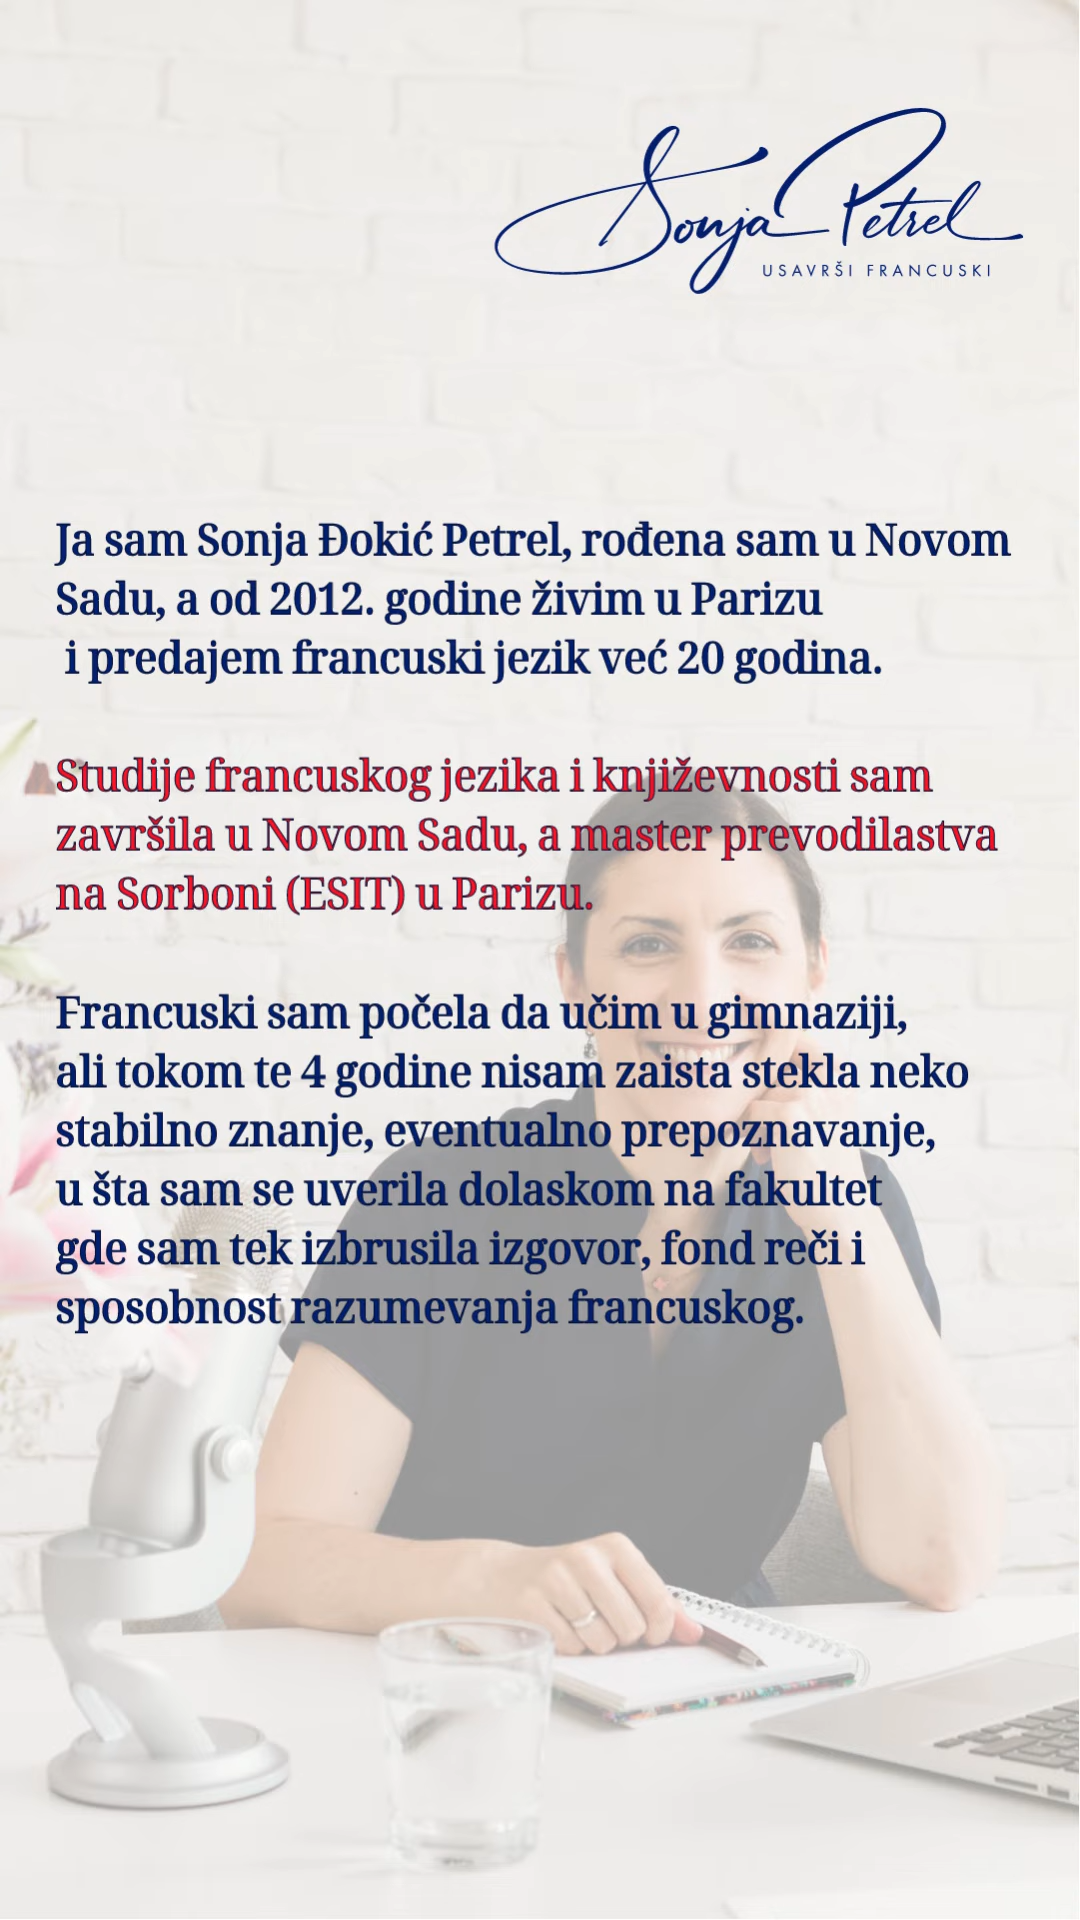 Sonja Petrel
USAVRŠI FRANCUSKI
Ja sam Sonja Đokić Petrel, rođena sam u Novom
Sadu, a od 2012. godine živim u Parizu
i predajem francuski jezik već 20 godina.
Studije francuskog jezika i književnosti sam
završila u Novom Sadu, a master prevodilastva
na Sorboni (ESIT) u Parizu.
Francuski sam počela da učim u gimnaziji,
ali tokom te 4 godine nisam zaista stekla neko
stabilno znanje, eventualno prepoznavanje,
u šta sam se uverila dolaskom na fakultet
gde sam tek izbrusila izgovor, fond reči i
sposobnost razumevanja francuskog.